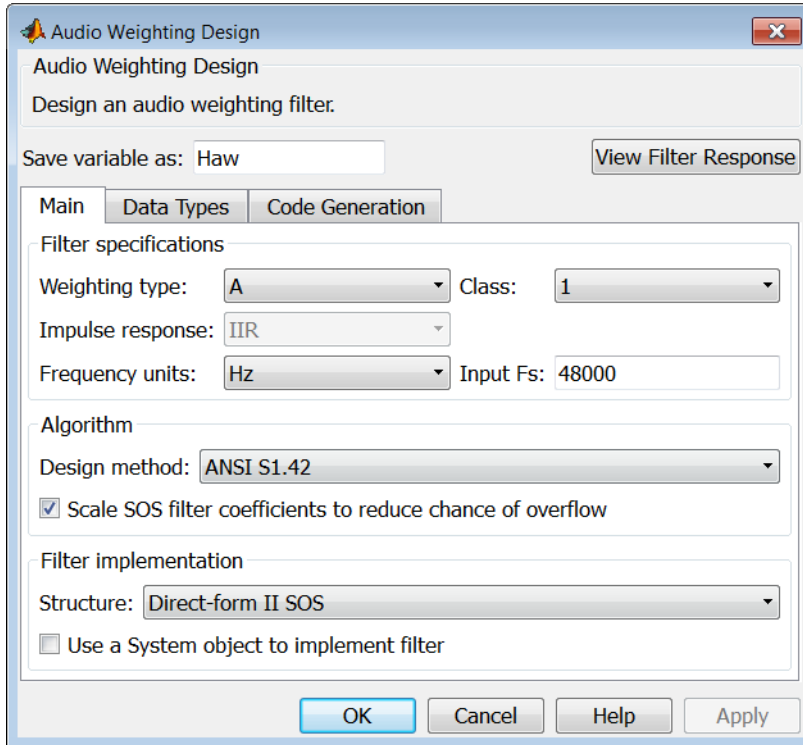 Audio Weighting Design
Audio Weighting Design
Design an audio weighting filter.
Save variable as: Haw View Filter Response
Main Data Types Code Generation
Filter specifications
Weighting type: A Class: 1
Impulse response: IIR
Frequency units: Hz Input Fs: 48000
Algorithm
Design method: ANSI S1.42
Scale SOS filter coefficients to reduce chance of overflow
Filter implementation
Structure: Direct-form II SOS
Use a System object to implement filter
OK Cancel Help Apply